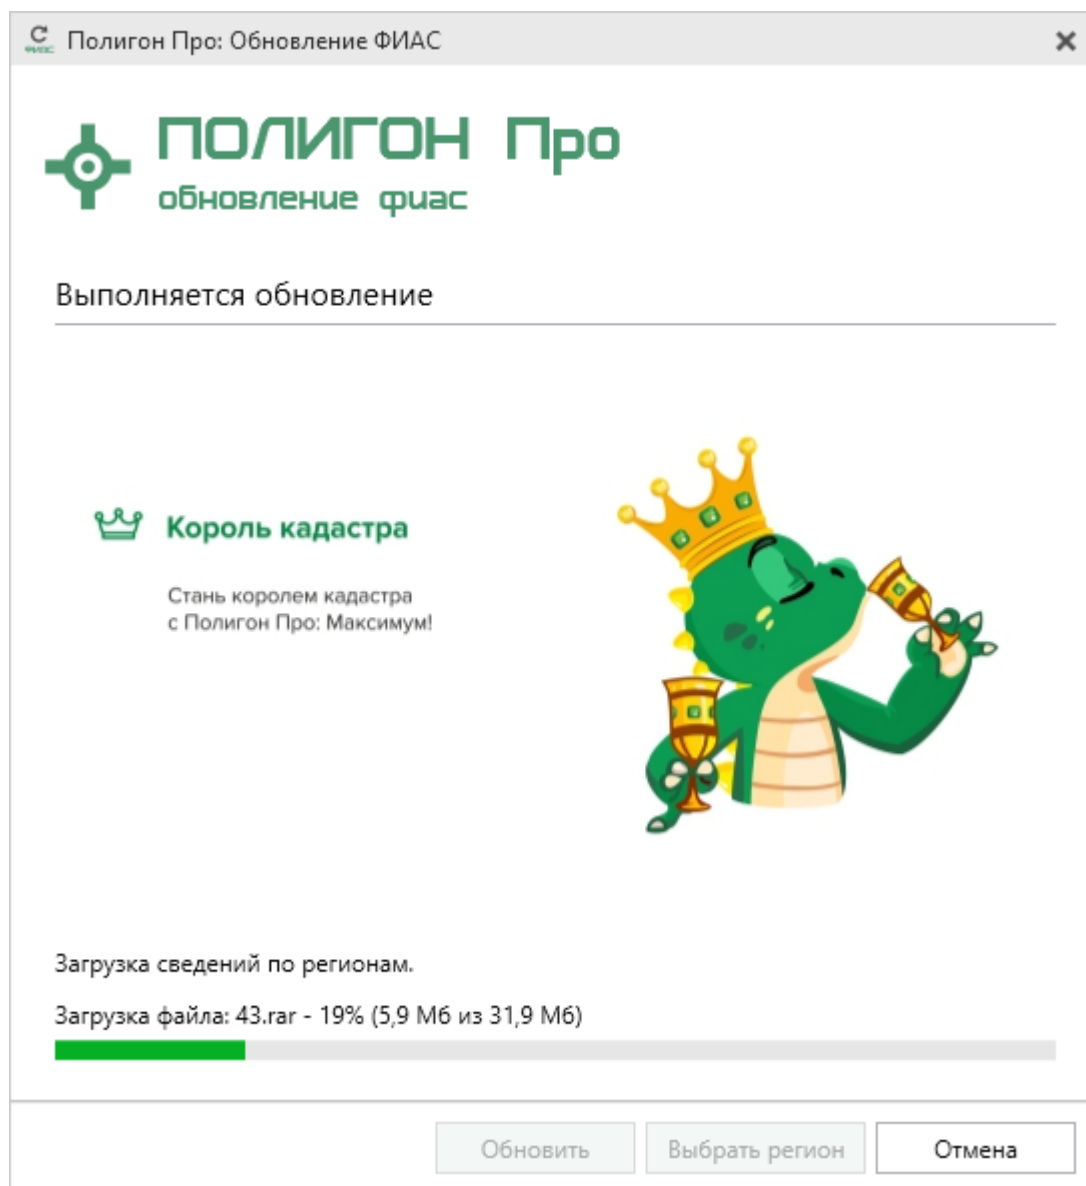 Полигон Про: Обновление ФИАС
ПОЛИГОН Про
обновление фиас
Выполняется обновление
Король кадастра
Стань королем кадастра
с Полигон Про: Максимум!
Загрузка сведений по регионам.
Загрузка файла: 43.rar - 19% (5,9 Мб из 31,9 Мб)
Обновить
Выбрать регион
Отмена